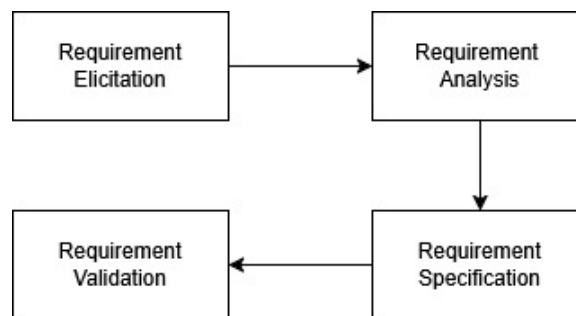 Requirement
Elicitation
Requirement
Analysis
Requirement
Validation
Requirement
Specification